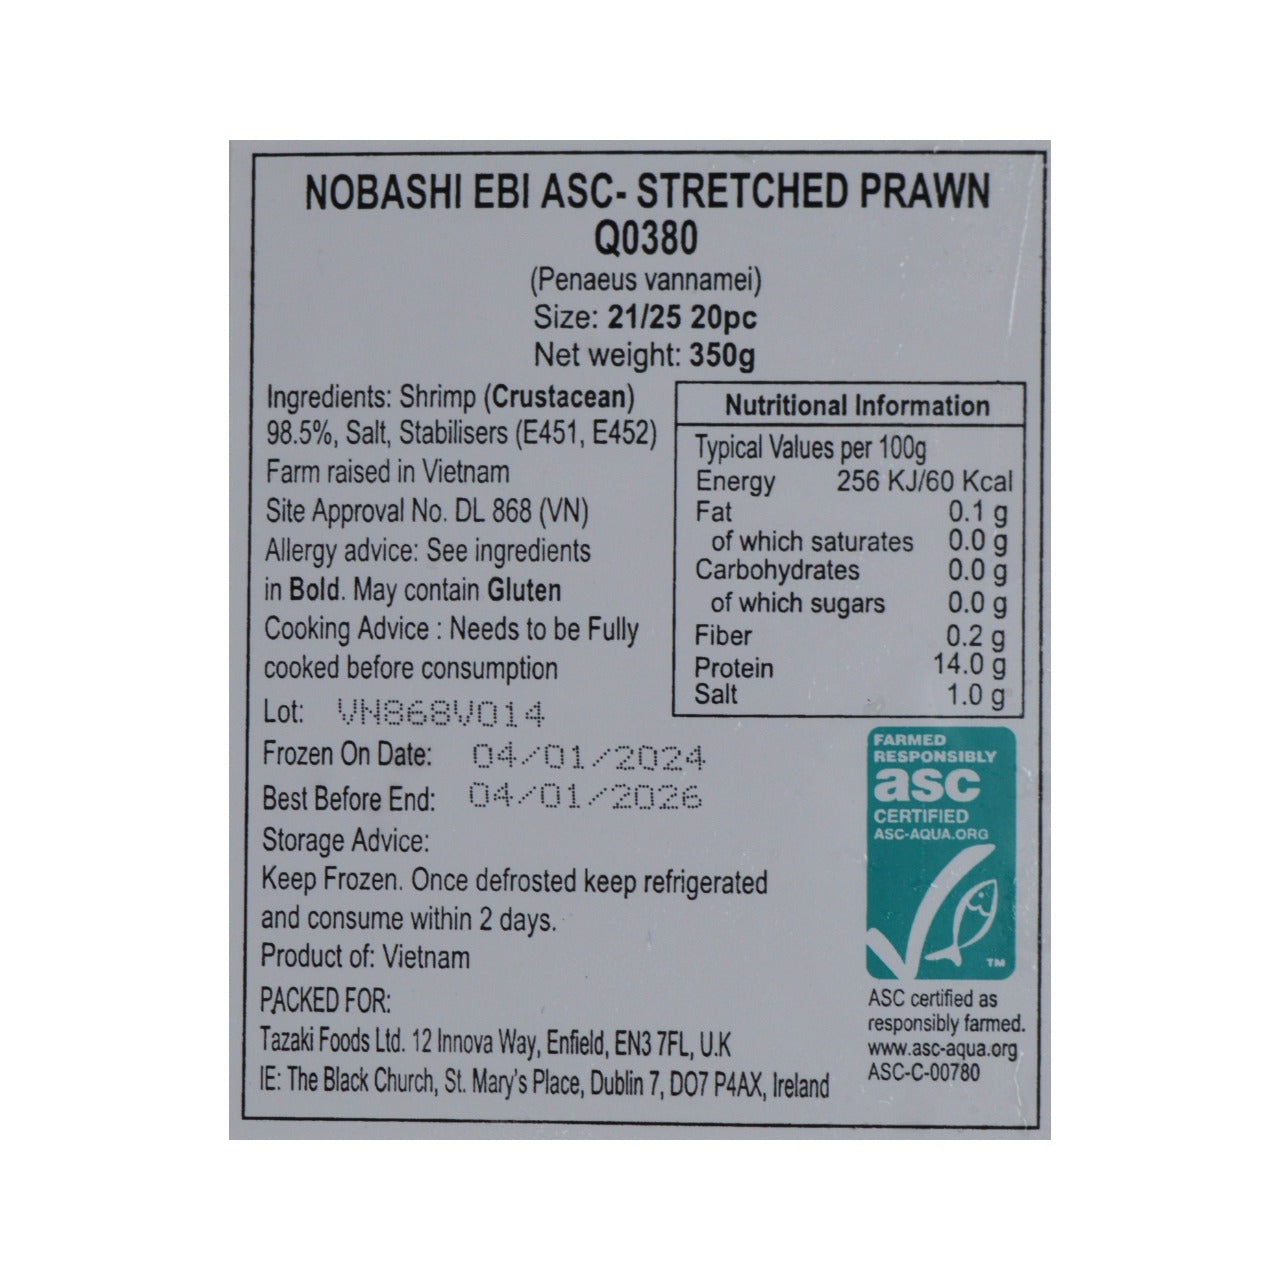 NOBASHI EBI ASC- STRETCHED PRAWN
Q0380
(Penaeus vannamei)
Size: 21/25 20pc
Net weight: 350g
Ingredients: Shrimp (Crustacean)
98.5%, Salt, Stabilisers (E451, E452)
Farm raised in Vietnam
Site Approval No. DL 868 (VN)
Allergy advice: See ingredients
in Bold. May contain Gluten
Cooking Advice : Needs to be Fully
cooked before consumption
Lot: VN868V014
Frozen On Date: 04/01/2024
Best Before End: 04/01/2026
Storage Advice:
Keep Frozen. Once defrosted keep refrigerated
and consume within 2 days.
Product of: Vietnam
PACKED FOR:
Tazaki Foods Ltd. 12 Innova Way, Enfield, EN3 7FL, U.K
IE: The Black Church, St. Mary's Place, Dublin 7, DO7 P4AX, Ireland
Nutritional Information
Typical Values per 100g
Energy 256 KJ/60 Kcal
Fat 0.1 g
of which saturates 0.0 g
Carbohydrates 0.0 g
of which sugars 0.0 g
Fiber 0.2 g
Protein 14.0 g
Salt 1.0 g
FARMED
RESPONSIBLY
asc
CERTIFIED
ASC-AQUA.ORG
TM
ASC certified as
responsibly farmed.
www.asc-aqua.org
ASC-C-00780